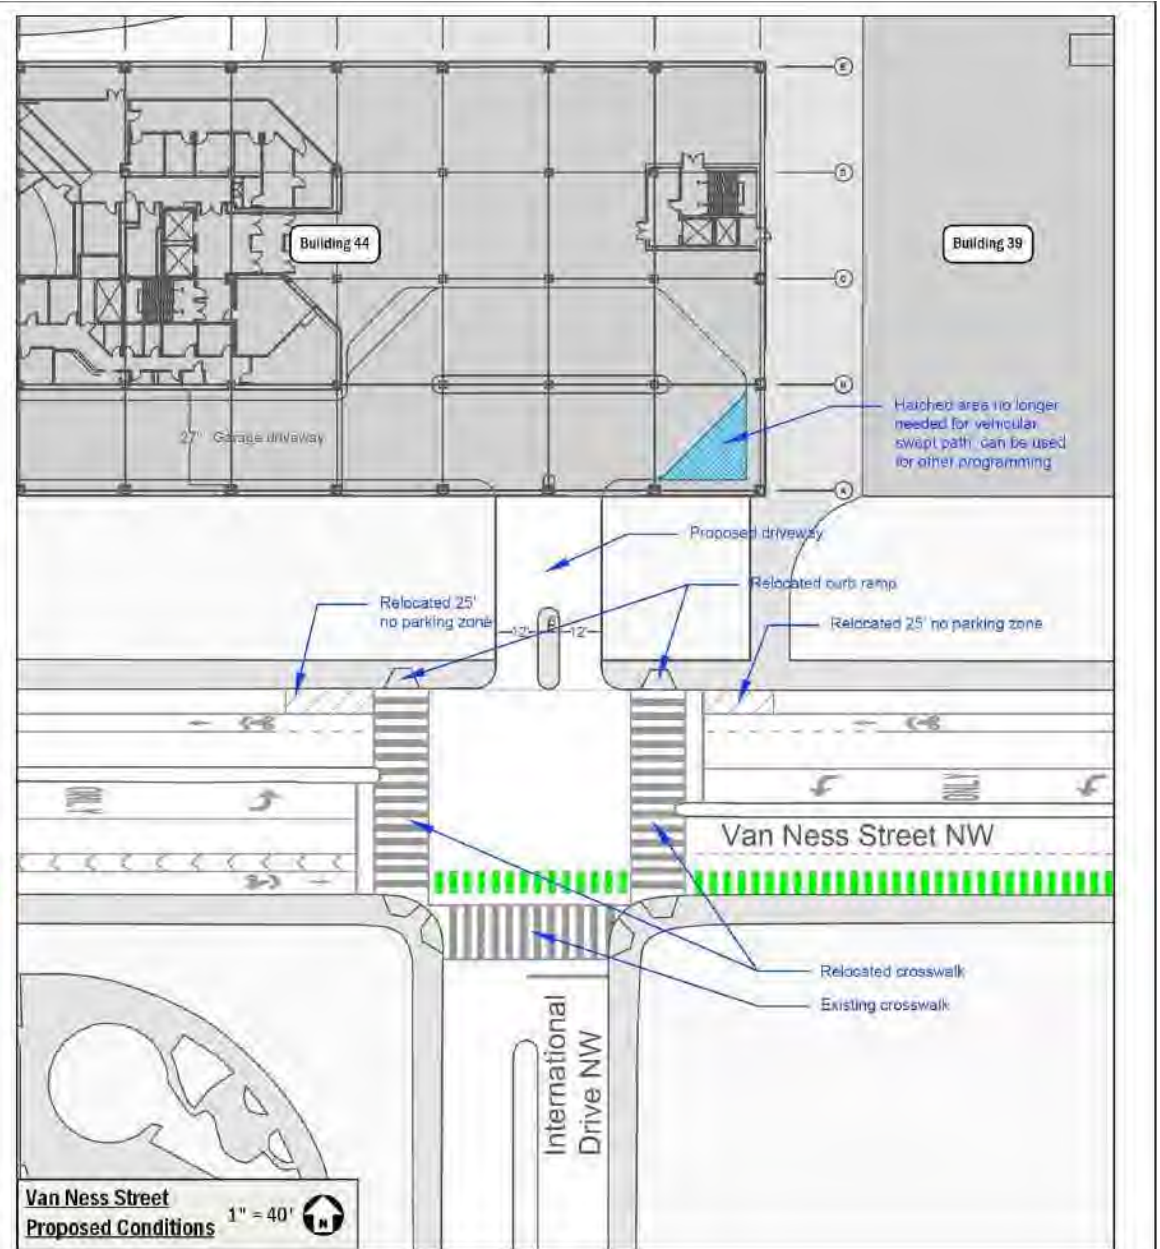 E
D
Building 44
Building 39
C
B
Hatched area no longer
needed for vehicular
swept path, can be used
for other programming
27' Garage driveway
A
Proposed driveway
Relocated curb ramp
Relocated 25'
no parking zone
Relocated 25' no parking zone
12'
6'
12'
ONLY
ONLY
Van Ness Street NW
Relocated crosswalk
Existing crosswalk
International
Drive NW
Van Ness Street
Proposed Conditions
1" = 40'
N